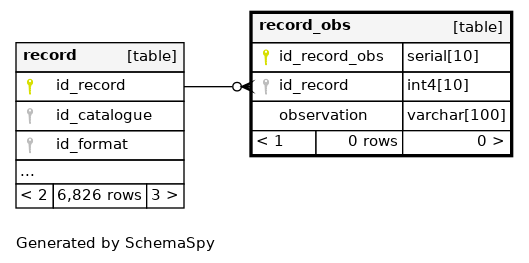 record [table]
id_record
id_catalogue
id_format
...
< 2 6,826 rows 3 >
record_obs [table]
id_record_obs serial[10]
id_record int4[10]
observation varchar[100]
< 1 0 rows 0 >
Generated by SchemaSpy